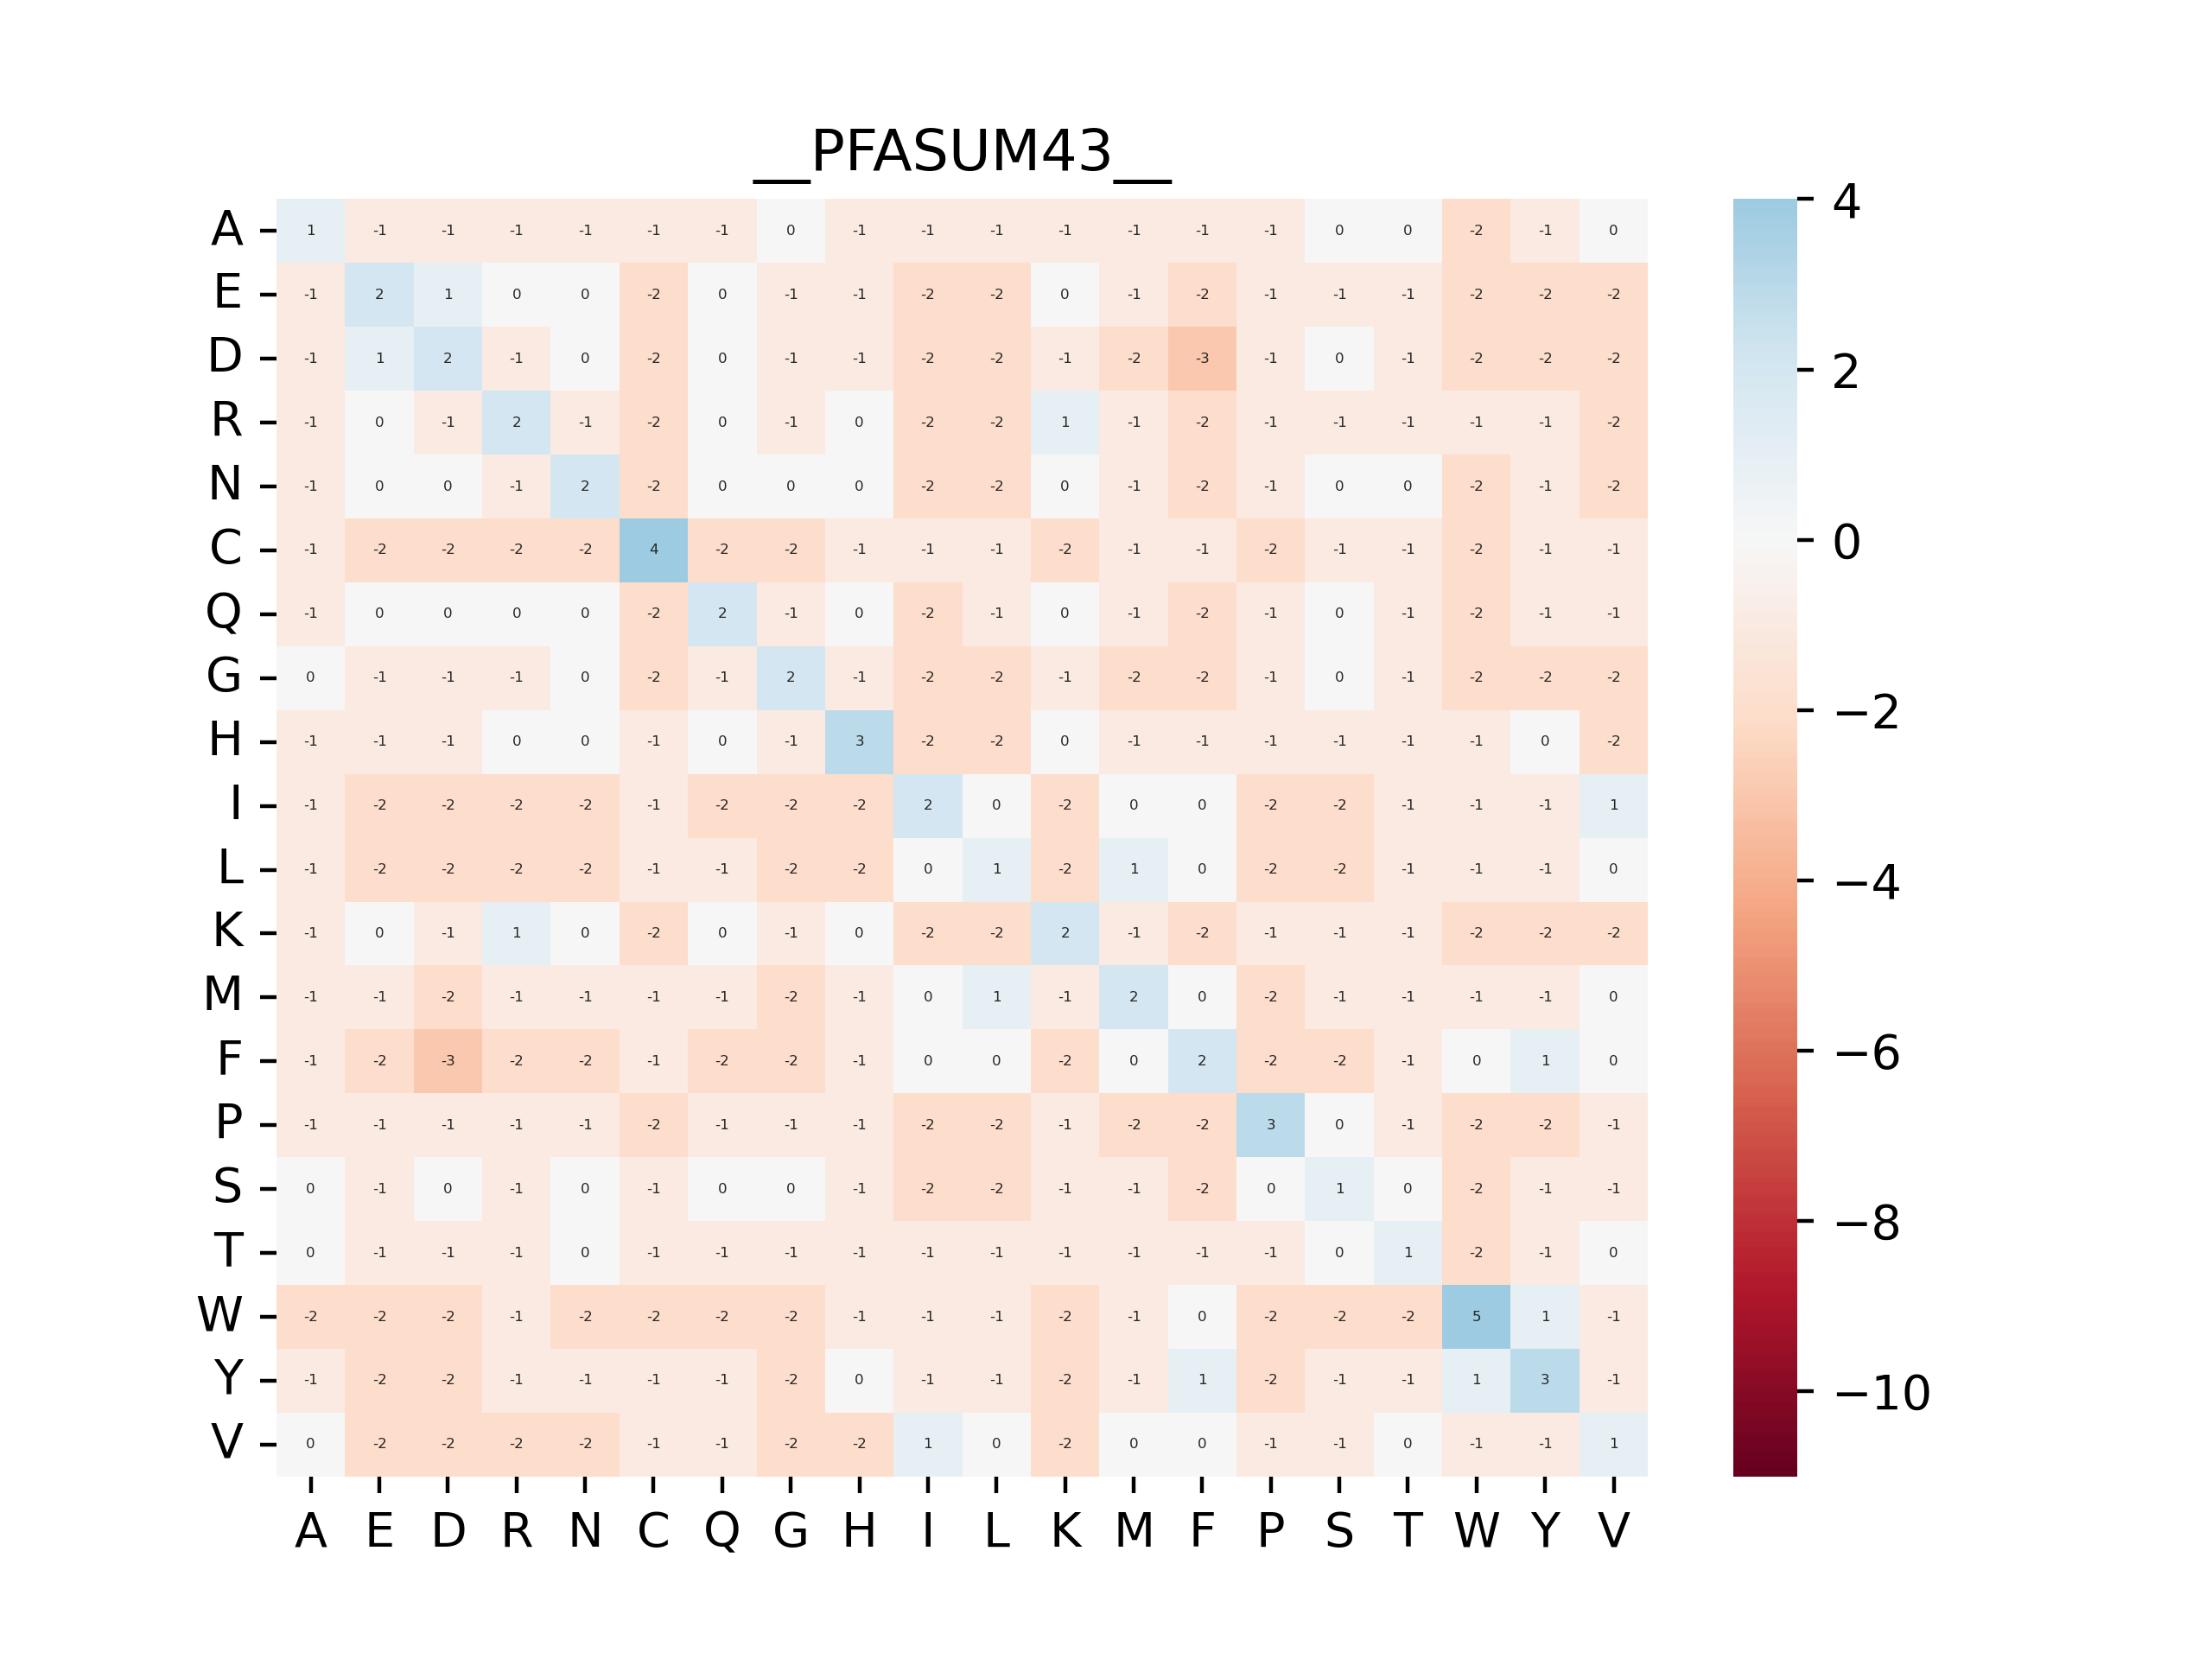 __PFASUM43__
A 1 -1 -1 -1 -1 -1 -1 0 -1 -1 -1 -1 -1 -1 -1 0 0 -2 -1 0
E -1 2 1 0 0 -2 0 -1 -1 -2 -2 0 -1 -2 -1 -1 -1 -2 -2 -2
D -1 1 2 -1 0 -2 0 -1 -1 -2 -2 -1 -2 -3 -1 0 -1 -2 -2 -2
R -1 0 -1 2 -1 -2 0 -1 0 -2 -2 1 -1 -2 -1 -1 -1 -1 -1 -2
N -1 0 0 -1 2 -2 0 0 0 -2 -2 0 -1 -2 -1 0 0 -2 -1 -2
C -1 -2 -2 -2 -2 4 -2 -2 -1 -1 -1 -2 -1 -1 -2 -1 -1 -2 -1 -1
Q -1 0 0 0 0 -2 2 -1 0 -2 -1 0 -1 -2 -1 0 -1 -2 -1 -1
G 0 -1 -1 -1 0 -2 -1 2 -1 -2 -2 -1 -2 -2 -1 0 -1 -2 -2 -2
H -1 -1 -1 0 0 -1 0 -1 3 -2 -2 0 -1 -1 -1 -1 -1 -1 0 -2
I -1 -2 -2 -2 -2 -1 -2 -2 -2 2 0 -2 0 0 -2 -2 -1 -1 -1 1
L -1 -2 -2 -2 -2 -1 -1 -2 -2 0 1 -2 1 0 -2 -2 -1 -1 -1 0
K -1 0 -1 1 0 -2 0 -1 0 -2 -2 2 -1 -2 -1 -1 -1 -2 -2 -2
M -1 -1 -2 -1 -1 -1 -1 -2 -1 0 1 -1 2 0 -2 -1 -1 -1 -1 0
F -1 -2 -3 -2 -2 -1 -2 -2 -1 0 0 -2 0 2 -2 -2 -1 0 1 0
P -1 -1 -1 -1 -1 -2 -1 -1 -1 -2 -2 -1 -2 -2 3 0 -1 -2 -2 -1
S 0 -1 0 -1 0 -1 0 0 -1 -2 -2 -1 -1 -2 0 1 0 -2 -1 -1
T 0 -1 -1 -1 0 -1 -1 -1 -1 -1 -1 -1 -1 -1 -1 0 1 -2 -1 0
W -2 -2 -2 -1 -2 -2 -2 -2 -1 -1 -1 -2 -1 0 -2 -2 -2 5 1 -1
Y -1 -2 -2 -1 -1 -1 -1 -2 0 -1 -1 -2 -1 1 -2 -1 -1 1 3 -1
V 0 -2 -2 -2 -2 -1 -1 -2 -2 1 0 -2 0 0 -1 -1 0 -1 -1 1
A E D R N C Q G H I L K M F P S T W Y V
4
2
0
−2
−4
−6
−8
−10